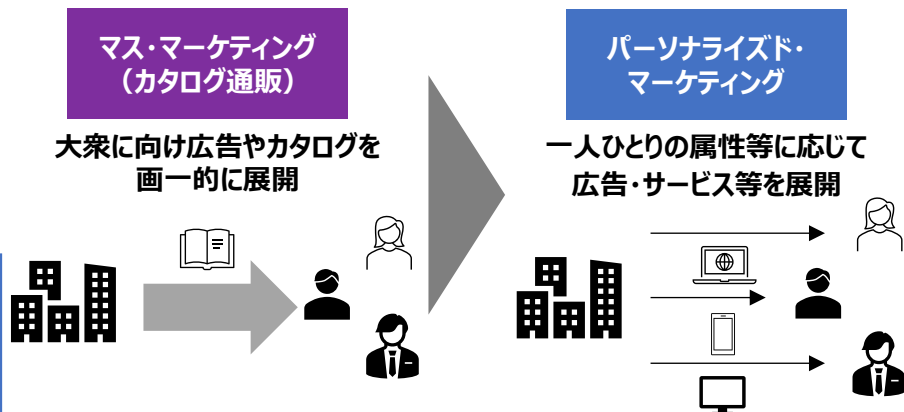 マス・マーケティング
（カタログ通販）
大衆に向け広告やカタログを
画一的に展開
パーソナライズド・
マーケティング
一人ひとりの属性等に応じて
広告・サービス等を展開